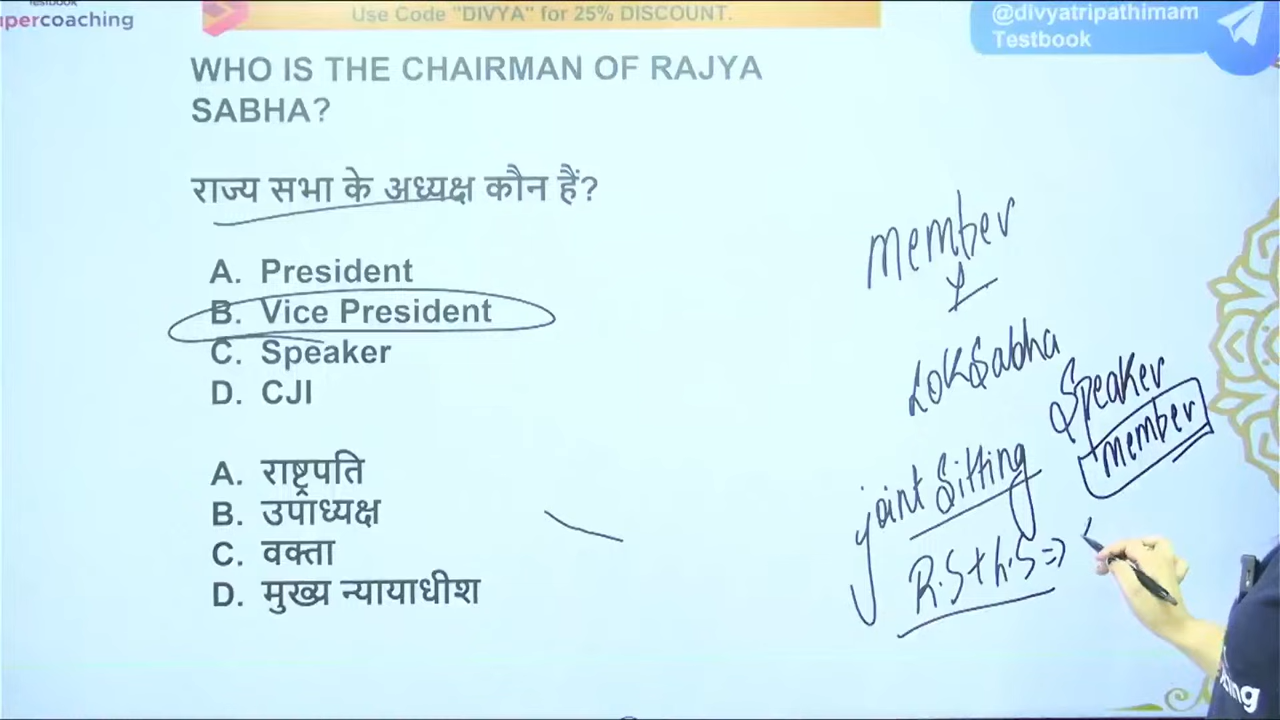 Testbook
percoaching
Use Code "DIVYA" for 25% DISCOUNT.
@divyatripathimam
Testbook
WHO IS THE CHAIRMAN OF RAJYA
SABHA?
राज्य सभा के अध्यक्ष कौन हैं?
A. President
B. Vice President
C. Speaker
D. CJI
A. राष्ट्रपति
B. उपाध्यक्ष
C. वक्ता
D. मुख्य न्यायाधीश
member
LokSabha
Speaker
member
joint Sitting
R.S + L.S =>